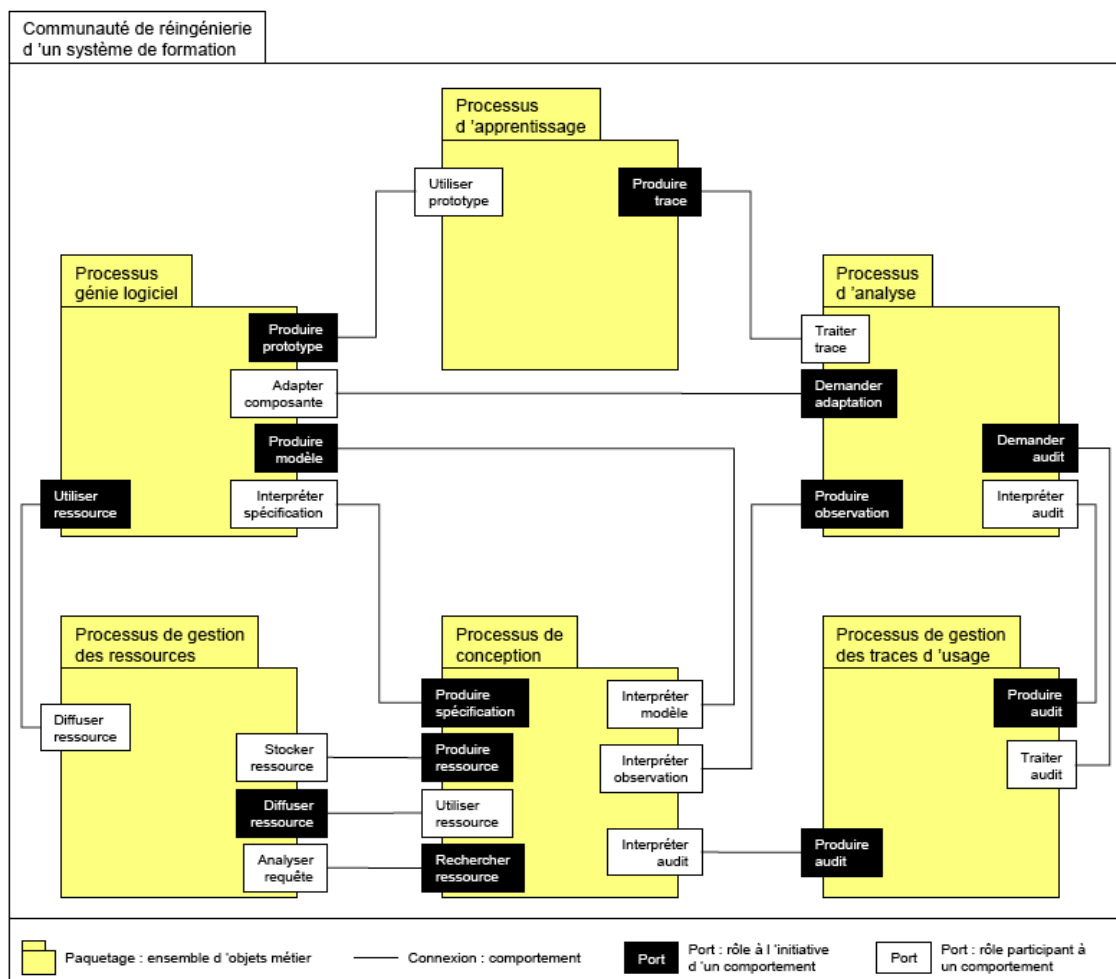 Communauté de réingénierie
d 'un système de formation
Processus
d 'apprentissage
Utiliser
prototype
Produire
trace
Processus
génie logiciel
Produire
prototype
Adapter
composante
Produire
modèle
Interpréter
spécification
Utiliser
ressource
Processus
d 'analyse
Traiter
trace
Demander
adaptation
Demander
audit
Produire
observation
Interpréter
audit
Processus de gestion
des ressources
Diffuser
ressource
Stocker
ressource
Diffuser
ressource
Analyser
requête
Processus de
conception
Produire
spécification
Interpréter
modèle
Produire
ressource
Interpréter
observation
Utiliser
ressource
Rechercher
ressource
Interpréter
audit
Processus de gestion
des traces d 'usage
Produire
audit
Traiter
audit
Produire
audit
Paquetage : ensemble d 'objets métier
Connexion : comportement
Port
Port : rôle à l 'initiative
d 'un comportement
Port
Port : rôle participant à
un comportement